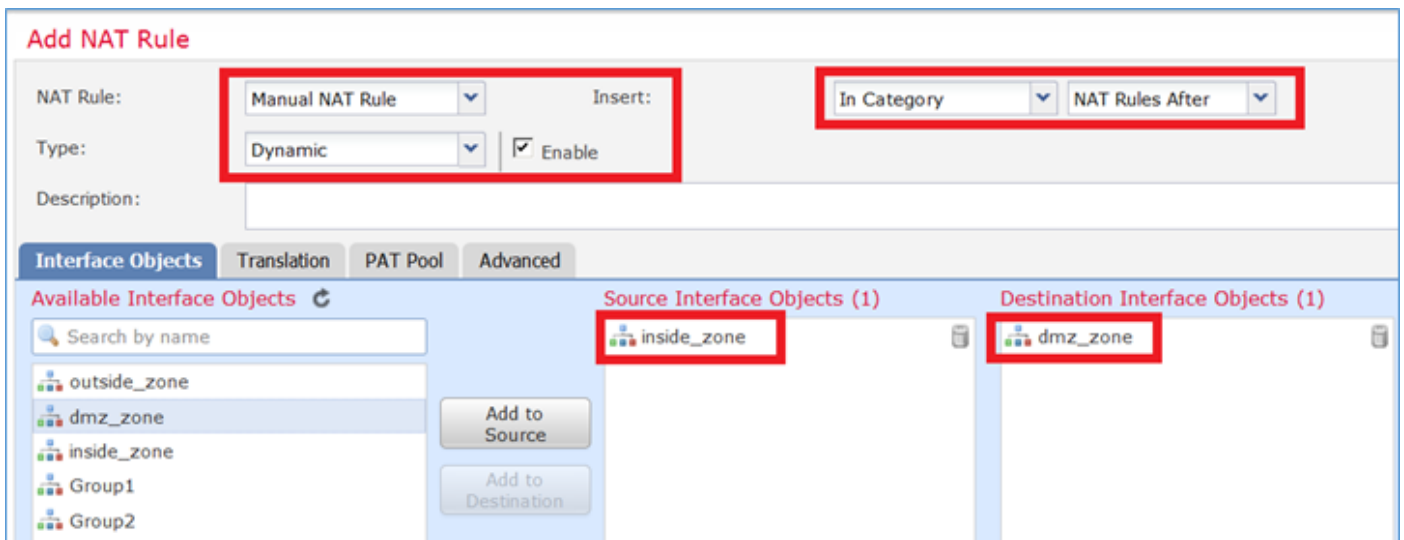 Add NAT Rule
NAT Rule: Manual NAT Rule Insert: In Category NAT Rules After
Type: Dynamic Enable
Description:
Interface Objects Translation PAT Pool Advanced
Available Interface Objects Source Interface Objects (1) Destination Interface Objects (1)
Search by name inside_zone dmz_zone
outside_zone
dmz_zone
inside_zone
Group1
Group2
Add to
Source
Add to
Destination